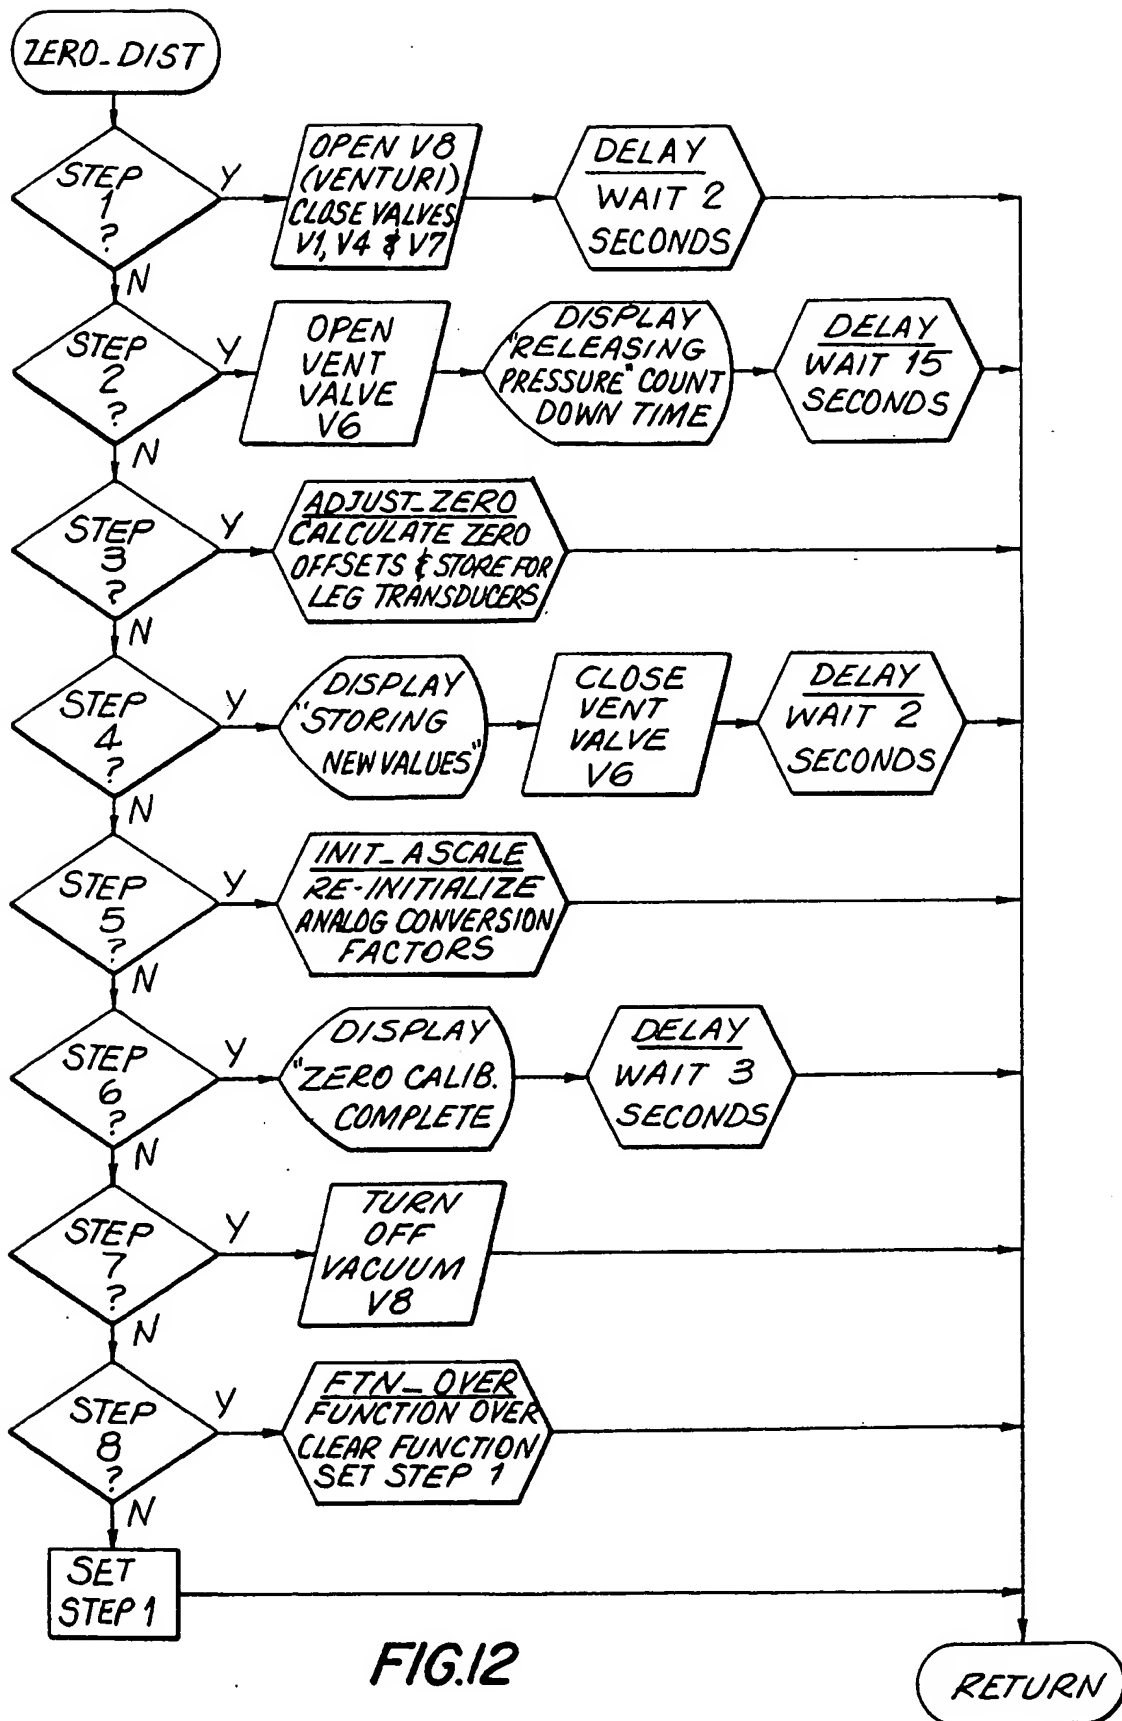 ZERO_DIST
STEP
1
?
Y
N
OPEN V8
(VENTURI)
CLOSE VALVES
V1, V4 & V7
DELAY
WAIT 2
SECONDS
STEP
2
?
Y
N
OPEN
VENT
VALVE
V6
DISPLAY
"RELEASING
PRESSURE" COUNT
DOWN TIME
DELAY
WAIT 15
SECONDS
STEP
3
?
Y
N
ADJUST_ZERO
CALCULATE ZERO
OFFSETS & STORE FOR
LEG TRANSDUCERS
STEP
4
?
Y
N
DISPLAY
"STORING
NEW VALUES"
CLOSE
VENT
VALVE
V6
DELAY
WAIT 2
SECONDS
STEP
5
?
Y
N
INIT_ASCALE
RE-INITIALIZE
ANALOG CONVERSION
FACTORS
STEP
6
?
Y
N
DISPLAY
"ZERO CALIB.
COMPLETE
DELAY
WAIT 3
SECONDS
STEP
7
?
Y
N
TURN
OFF
VACUUM
V8
STEP
8
?
Y
N
FTN_OVER
FUNCTION OVER
CLEAR FUNCTION
SET STEP 1
SET
STEP 1
FIG.12
RETURN